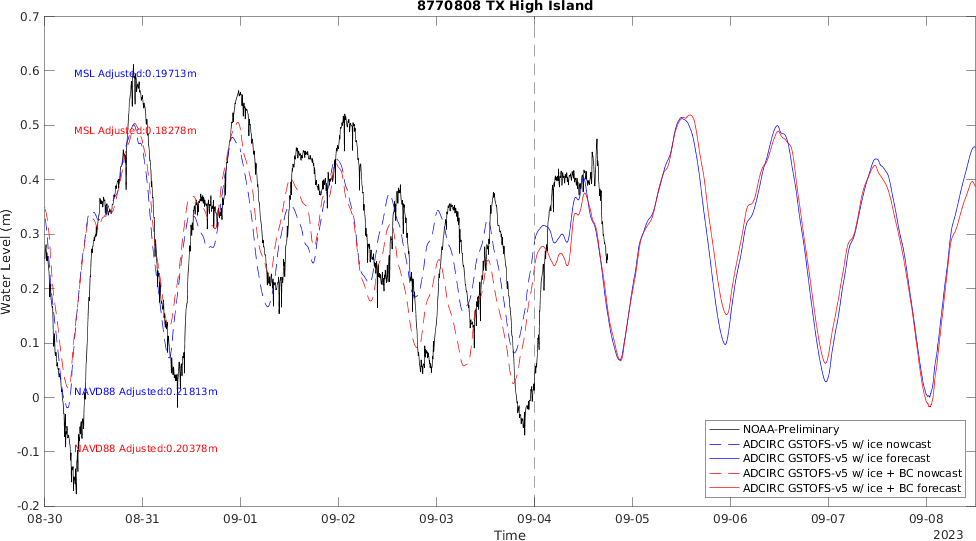 8770808 TX High Island
0.7
0.6
0.5
0.4
0.3
0.2
0.1
0
-0.1
-0.2
Water Level (m)
MSL Adjusted:0.19713m
MSL Adjusted:0.18278m
NAVD88 Adjusted:0.21813m
NAVD88 Adjusted:0.20378m
NOAA-Preliminary
ADCIRC GSTOFS-v5 w/ ice nowcast
ADCIRC GSTOFS-v5 w/ ice forecast
ADCIRC GSTOFS-v5 w/ ice + BC nowcast
ADCIRC GSTOFS-v5 w/ ice + BC forecast
08-30 08-31 09-01 09-02 09-03 09-04 09-05 09-06 09-07 09-08
Time
2023